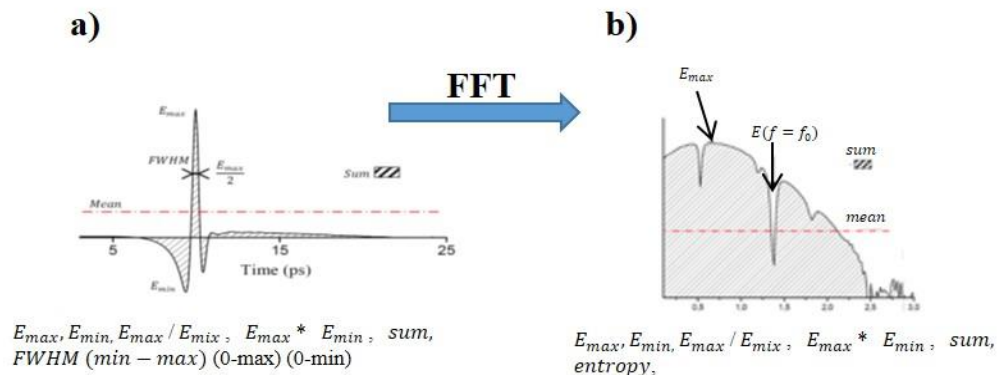 a)
b)
FFT
E_max
FWHM
E_max/2
Sum
Mean
5
15
25
Time (ps)
E_min
E_max
E(f = f_0)
sum
mean
0.5
1.0
1.5
2.0
2.5
3.0
E_max, E_min, E_max / E_mix , E_max * E_min , sum,
FWHM (min − max) (0-max) (0-min)
E_max, E_min, E_max / E_mix , E_max * E_min , sum,
entropy,